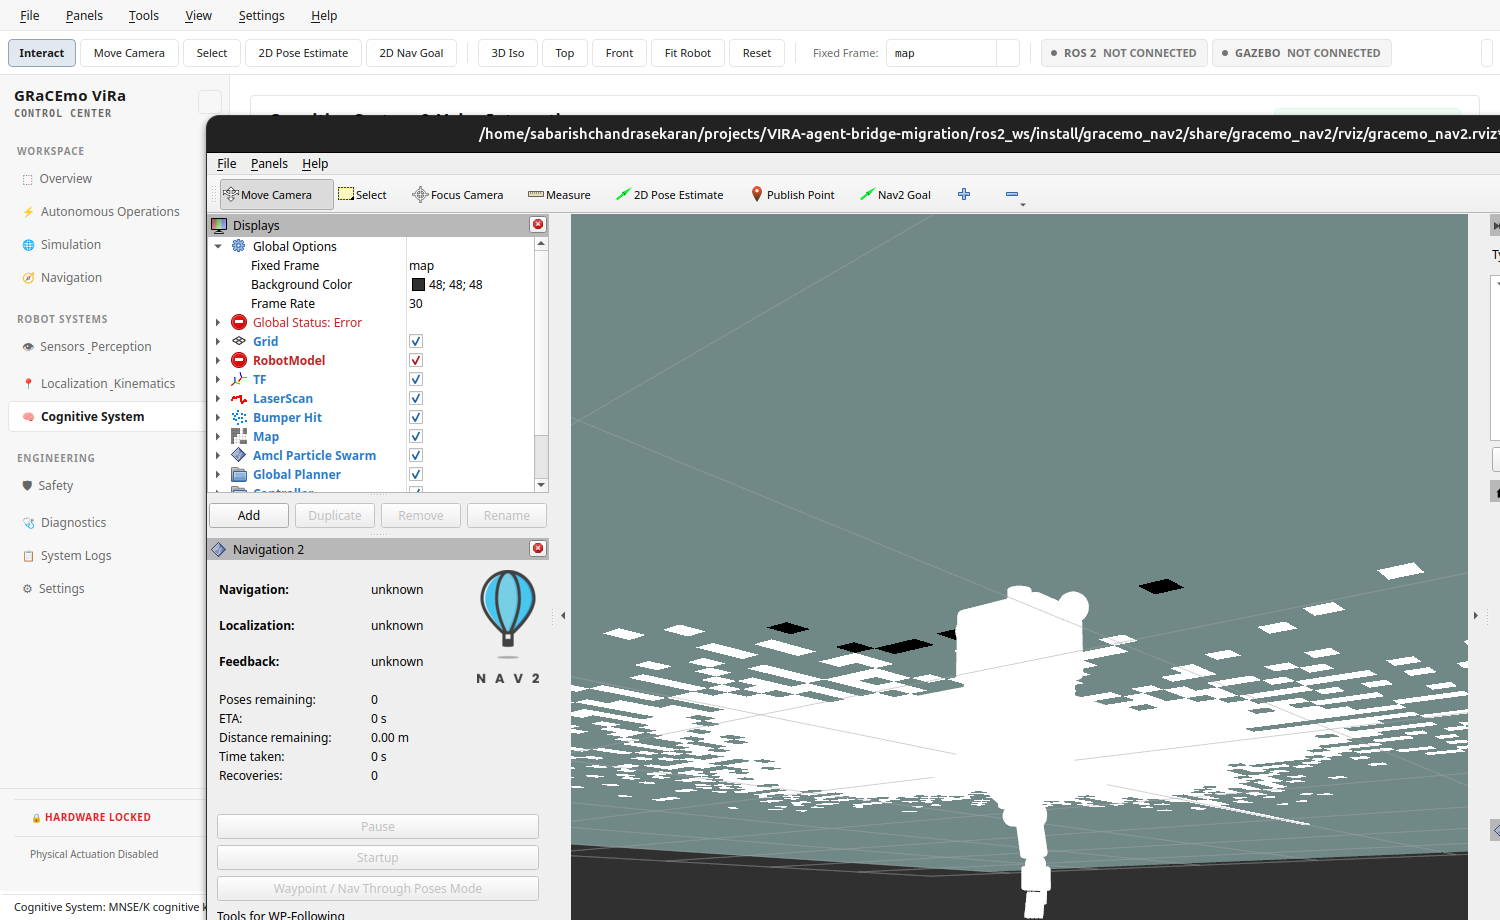 File Panels Tools View Settings Help
Interact Move Camera Select 2D Pose Estimate 2D Nav Goal 3D Iso Top Front Fit Robot Reset Fixed Frame: map ROS 2 NOT CONNECTED GAZEBO NOT CONNECTED
GRaCEmo ViRa
CONTROL CENTER
WORKSPACE
Overview
Autonomous Operations
Simulation
Navigation
ROBOT SYSTEMS
Sensors_Perception
Localization_Kinematics
Cognitive System
ENGINEERING
Safety
Diagnostics
System Logs
Settings
HARDWARE LOCKED
Physical Actuation Disabled
Cognitive System: MNSE/K cognitive
/home/sabarishchandrasekaran/projects/VIRA-agent-bridge-migration/ros2_ws/install/gracemo_nav2/share/gracemo_nav2/rviz/gracemo_nav2.rviz*
File Panels Help
Move Camera Select Focus Camera Measure 2D Pose Estimate Publish Point Nav2 Goal
Displays
Global Options
Fixed Frame map
Background Color 48; 48; 48
Frame Rate 30
Global Status: Error
Grid
RobotModel
TF
LaserScan
Bumper Hit
Map
Amcl Particle Swarm
Global Planner
Controller
Add Duplicate Remove Rename
Navigation 2
Navigation: unknown
Localization: unknown
Feedback: unknown
NAV2
Poses remaining: 0
ETA: 0 s
Distance remaining: 0.00 m
Time taken: 0 s
Recoveries: 0
Pause
Startup
Waypoint / Nav Through Poses Mode
Tools for WP-Following